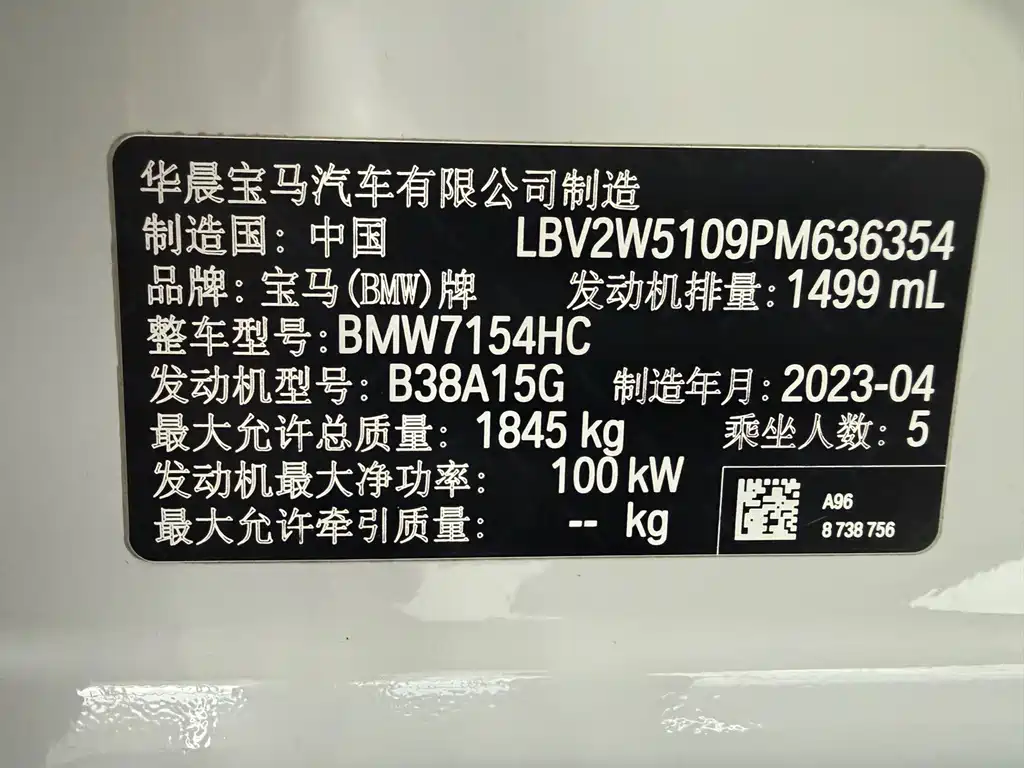 华晨宝马汽车有限公司制造
制造国：中国 LBV2W5109PM636354
品牌：宝马(BMW)牌 发动机排量：1499 mL
整车型号：BMW7154HC
发动机型号：B38A15G 制造年月：2023-04
最大允许总质量：1845 kg 乘坐人数：5
发动机最大净功率：100 kW
最大允许牵引质量：-- kg
A96
8 738 756